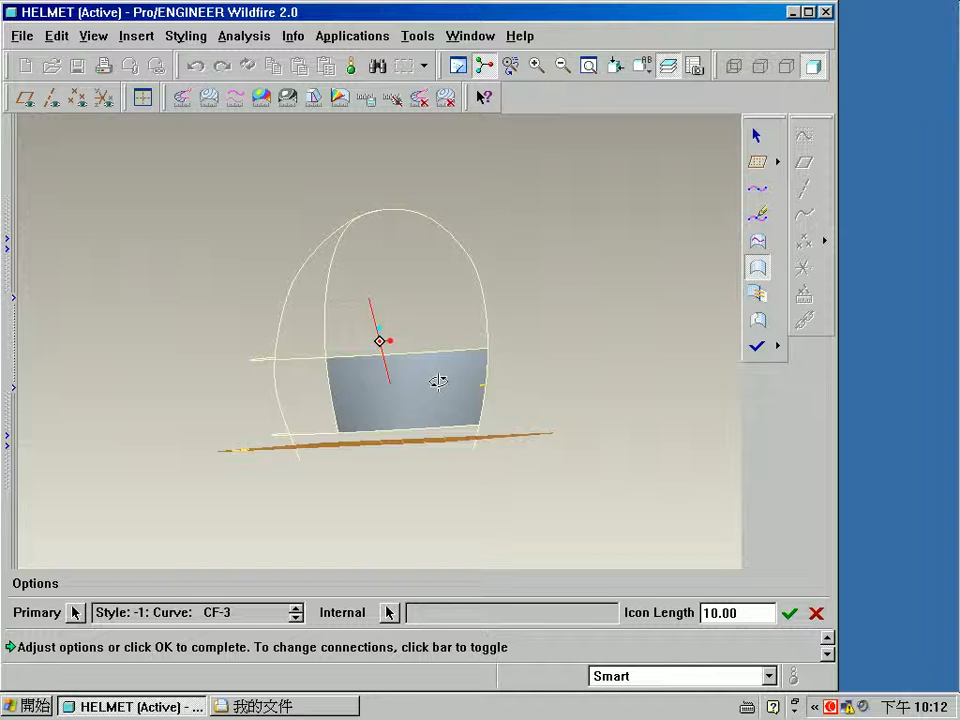 HELMET (Active) - Pro/ENGINEER Wildfire 2.0
File Edit View Insert Styling Analysis Info Applications Tools Window Help
Options
Primary Style: -1: Curve: CF-3 Internal Icon Length 10.00
Adjust options or click OK to complete. To change connections, click bar to toggle
Smart
開始 HELMET (Active) - ... 我的文件 « 下午 10:12